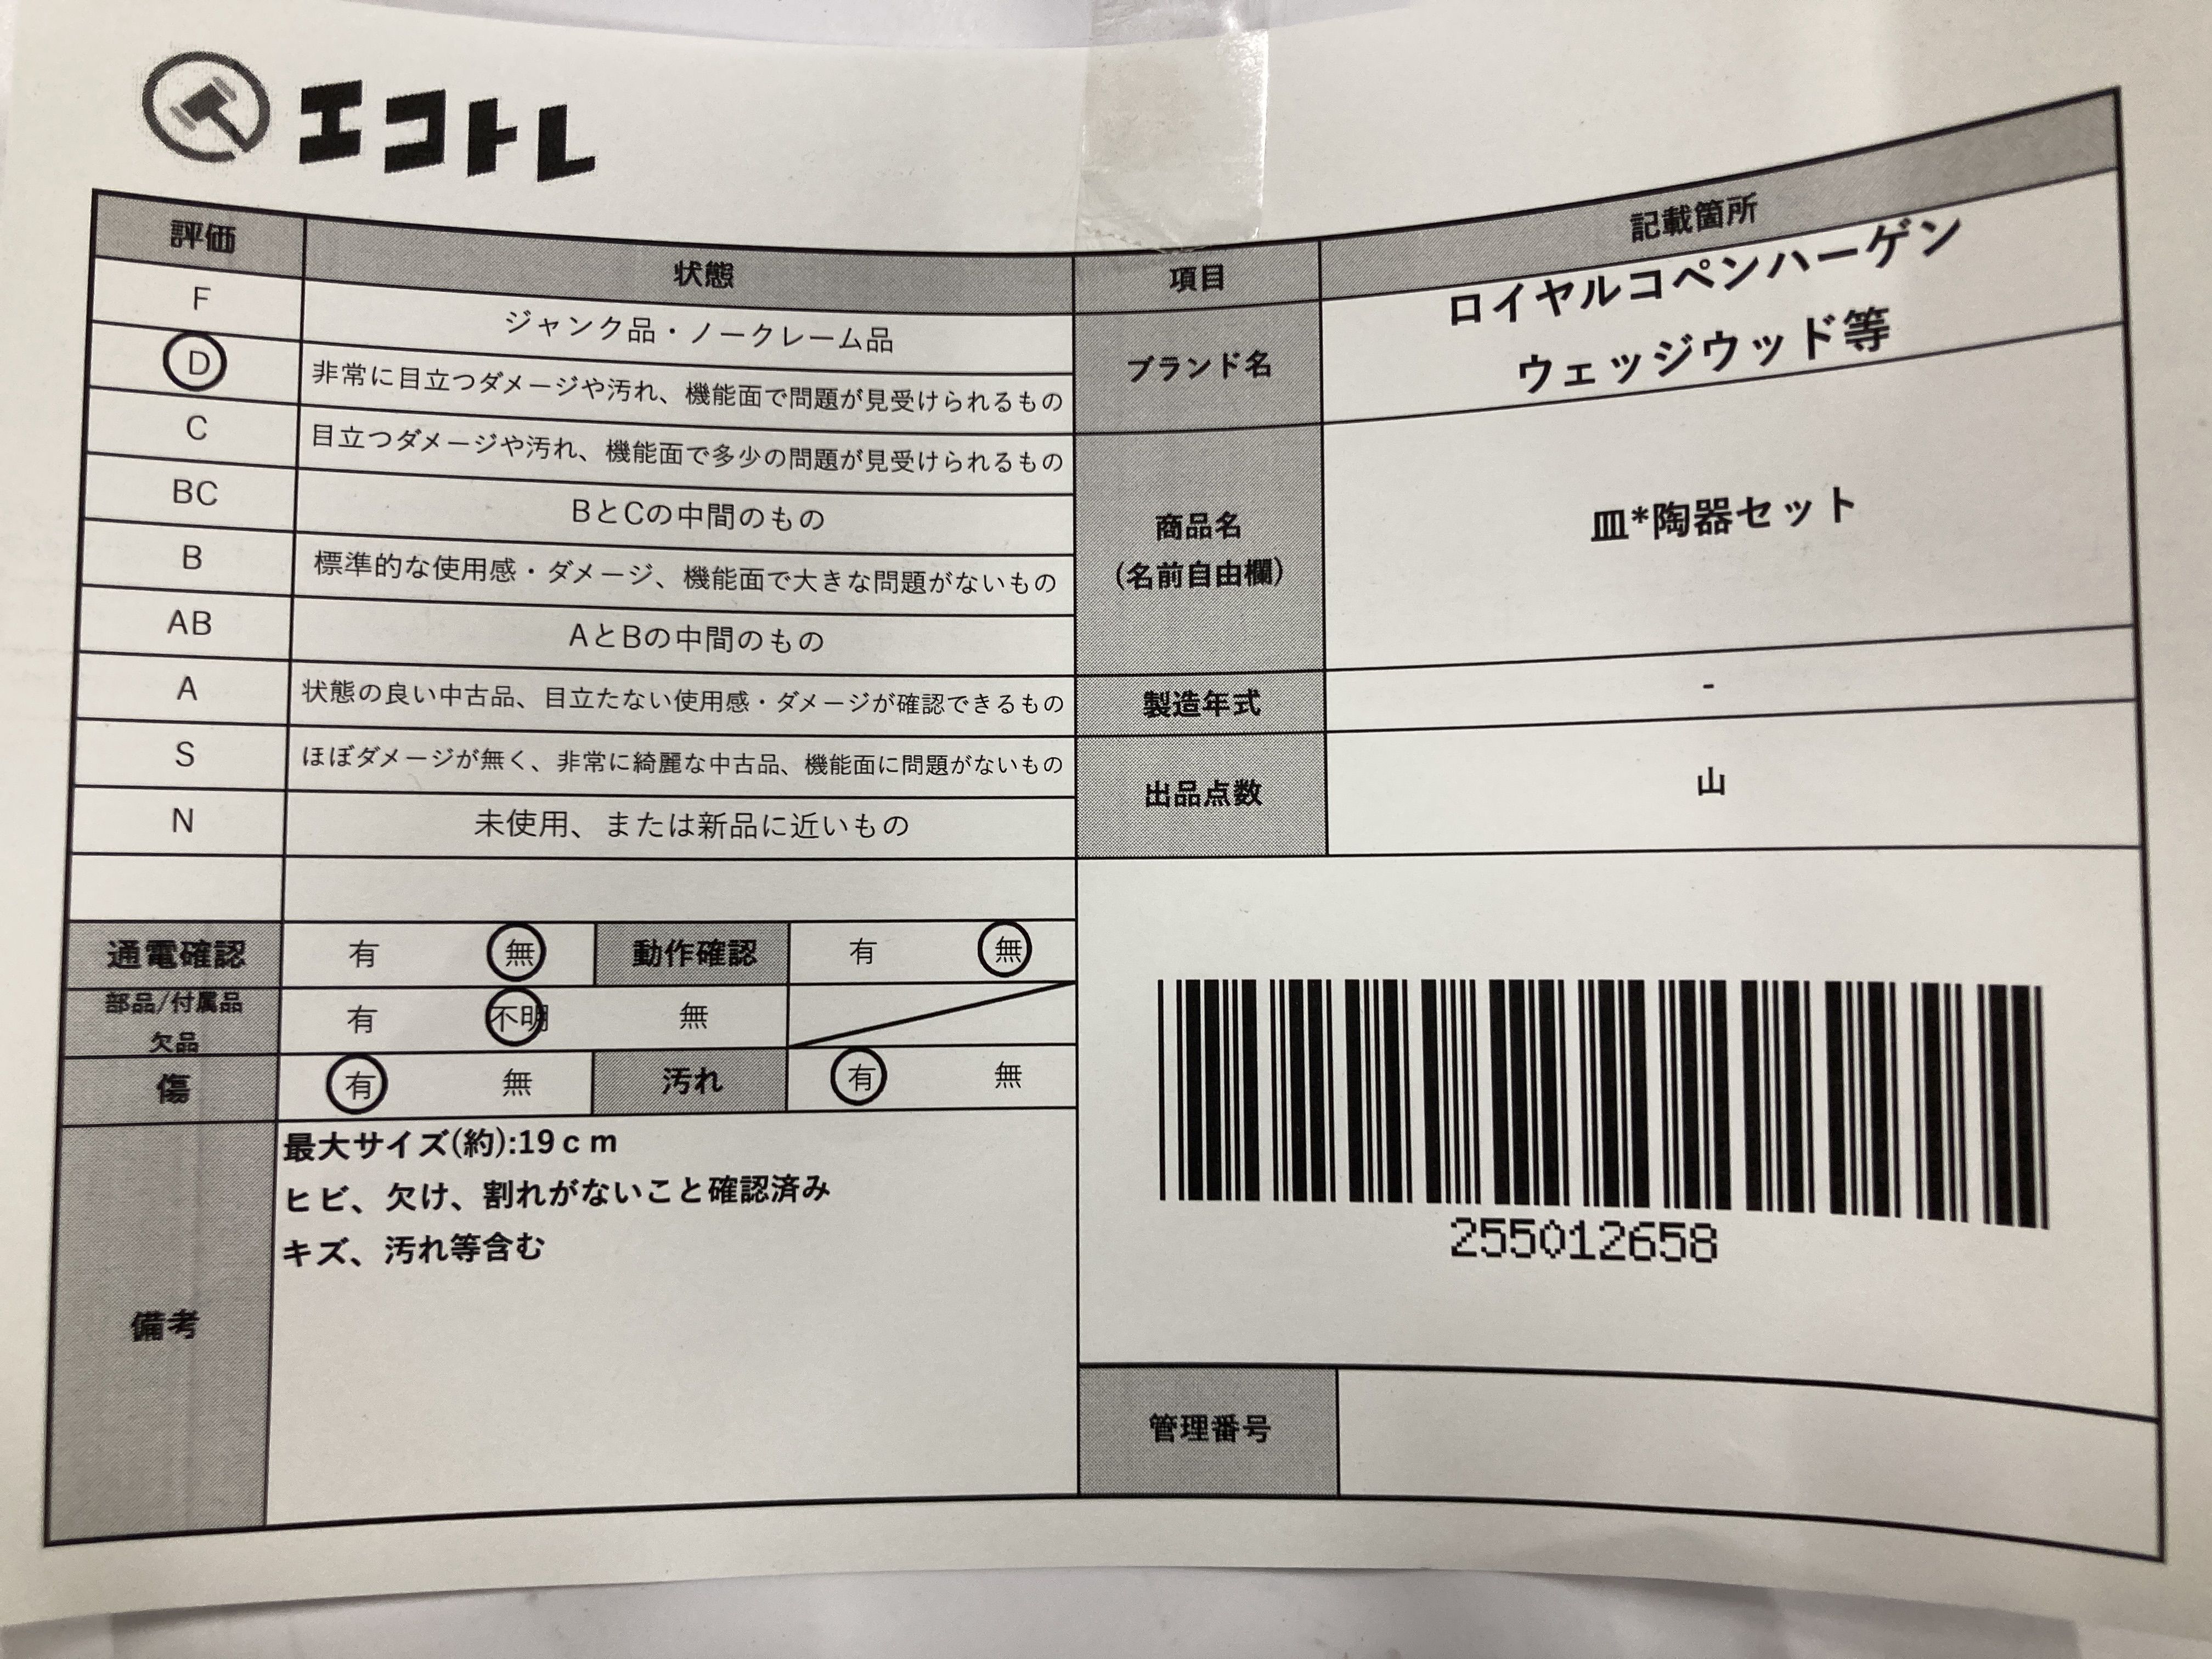 エコトレ
評価 状態
F ジャンク品・ノークレーム品
D 非常に目立つダメージや汚れ、機能面で問題が見受けられるもの
C 目立つダメージや汚れ、機能面で多少の問題が見受けられるもの
BC BとCの中間のもの
B 標準的な使用感・ダメージ、機能面で大きな問題がないもの
AB AとBの中間のもの
A 状態の良い中古品、目立たない使用感・ダメージが確認できるもの
S ほぼダメージが無く、非常に綺麗な中古品、機能面に問題がないもの
N 未使用、または新品に近いもの
通電確認 有 無 動作確認 有 無
部品/付属品
欠品 有 不明 無
傷 有 無 汚れ 有 無
備考
最大サイズ(約):19cm
ヒビ、欠け、割れがないこと確認済み
キズ、汚れ等含む
項目 記載箇所
ブランド名
ロイヤルコペンハーゲン
ウェッジウッド等
商品名
(名前自由欄)
皿*陶器セット
製造年式 -
出品点数 山
255012658
管理番号